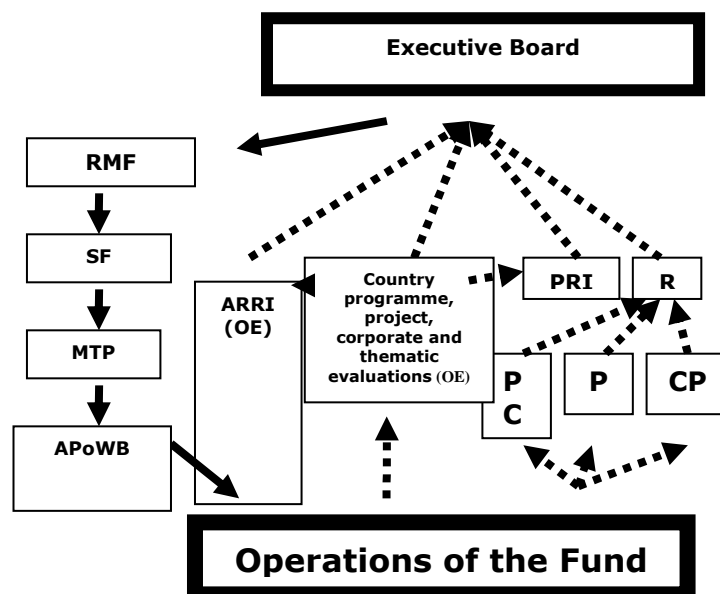 Executive Board
RMF
SF
MTP
APoWB
ARRI
(OE)
Country
programme,
project,
corporate and
thematic
evaluations (OE)
PRI
R
P
C
P
CP
Operations of the Fund